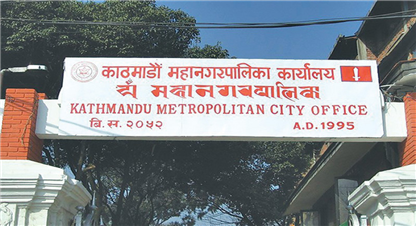 काठमाडौं महानगरपालिका कार्यालय
KATHMANDU METROPOLITAN CITY OFFICE
वि.स. २०५२ A.D. 1995